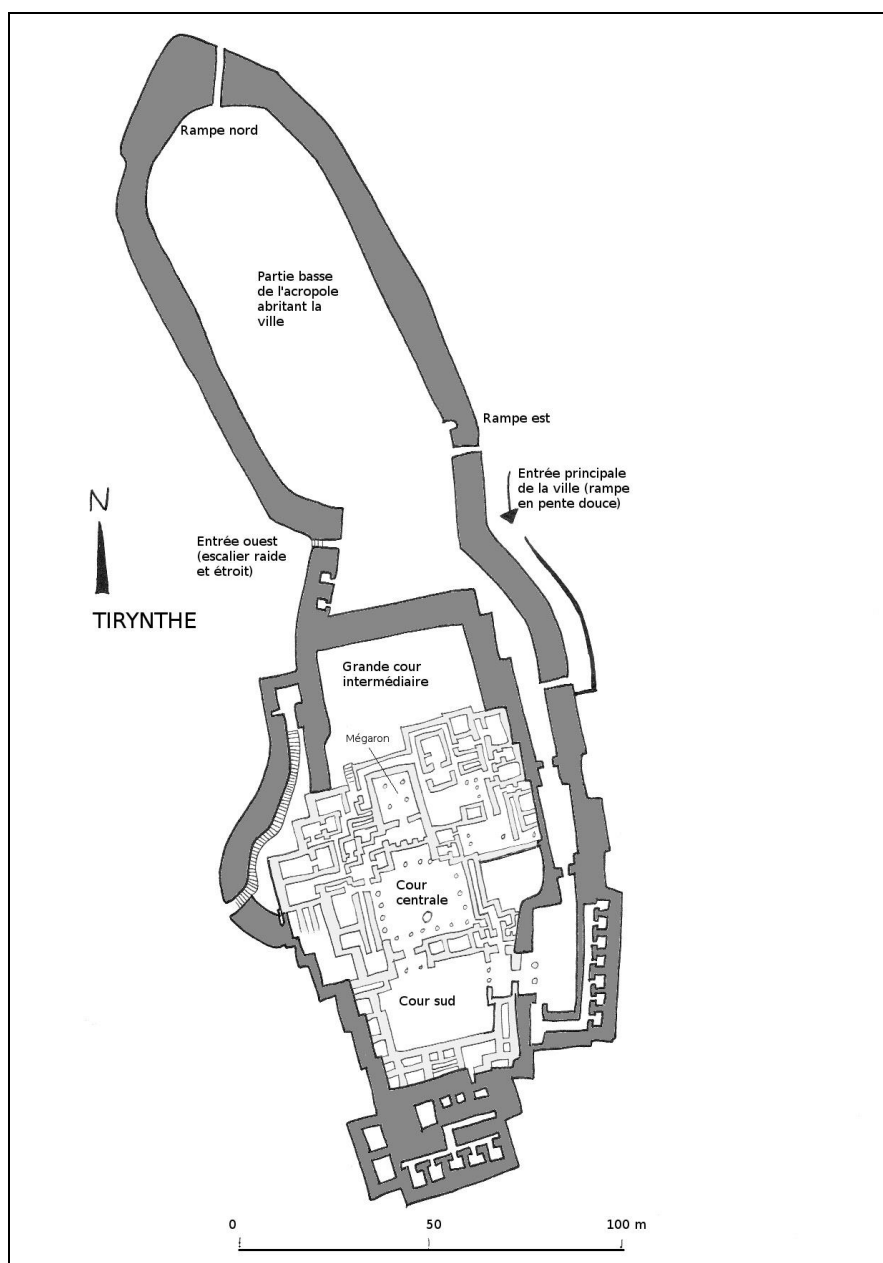 Rampe nord
Partie basse
de l'acropole
abritant la
ville
Rampe est
Entrée principale
de la ville (rampe
en pente douce)
N
Entrée ouest
(escalier raide
et étroit)
TIRYNTHE
Grande cour
intermédiaire
Mégaron
Cour
centrale
Cour sud
0 50 100 m